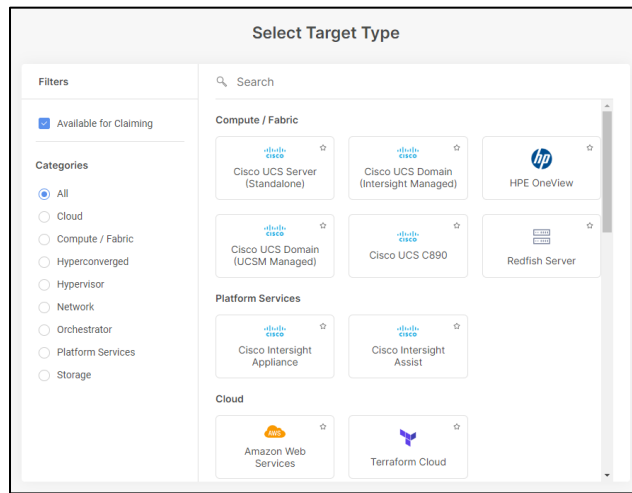 Select Target Type
Filters
Available for Claiming
Categories
All
Cloud
Compute / Fabric
Hyperconverged
Hypervisor
Network
Orchestrator
Platform Services
Storage
Search
Compute / Fabric
CISCO
Cisco UCS Server
(Standalone)
CISCO
Cisco UCS Domain
(Intersight Managed)
hp
HPE OneView
CISCO
Cisco UCS Domain
(UCSM Managed)
CISCO
Cisco UCS C890
Redfish Server
Platform Services
CISCO
Cisco Intersight
Appliance
CISCO
Cisco Intersight
Assist
Cloud
AWS
Amazon Web
Services
Terraform Cloud